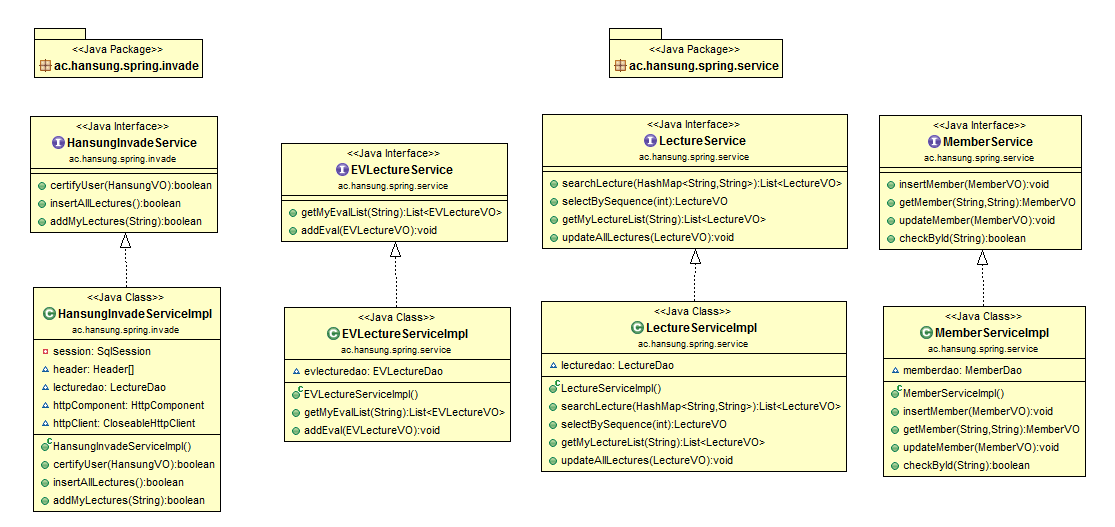 <<Java Package>>
ac.hansung.spring.invade
<<Java Package>>
ac.hansung.spring.service
<<Java Interface>>
HansungInvadeService
ac.hansung.spring.invade
certifyUser(HansungVO):boolean
insertAllLectures():boolean
addMyLectures(String):boolean
<<Java Interface>>
EVLectureService
ac.hansung.spring.service
getMyEvalList(String):List<EVLectureVO>
addEval(EVLectureVO):void
<<Java Interface>>
LectureService
ac.hansung.spring.service
searchLecture(HashMap<String,String>):List<LectureVO>
selectBySequence(int):LectureVO
getMyLectureList(String):List<LectureVO>
updateAllLectures(LectureVO):void
<<Java Interface>>
MemberService
ac.hansung.spring.service
insertMember(MemberVO):void
getMember(String,String):MemberVO
updateMember(MemberVO):void
checkById(String):boolean
<<Java Class>>
HansungInvadeServiceImpl
ac.hansung.spring.invade
session: SqlSession
header: Header[]
lecturedao: LectureDao
httpComponent: HttpComponent
httpClient: CloseableHttpClient
HansungInvadeServiceImpl()
certifyUser(HansungVO):boolean
insertAllLectures():boolean
addMyLectures(String):boolean
<<Java Class>>
EVLectureServiceImpl
ac.hansung.spring.service
evlecturedao: EVLectureDao
EVLectureServiceImpl()
getMyEvalList(String):List<EVLectureVO>
addEval(EVLectureVO):void
<<Java Class>>
LectureServiceImpl
ac.hansung.spring.service
lecturedao: LectureDao
LectureServiceImpl()
searchLecture(HashMap<String,String>):List<LectureVO>
selectBySequence(int):LectureVO
getMyLectureList(String):List<LectureVO>
updateAllLectures(LectureVO):void
<<Java Class>>
MemberServiceImpl
ac.hansung.spring.service
memberdao: MemberDao
MemberServiceImpl()
insertMember(MemberVO):void
getMember(String,String):MemberVO
updateMember(MemberVO):void
checkById(String):boolean